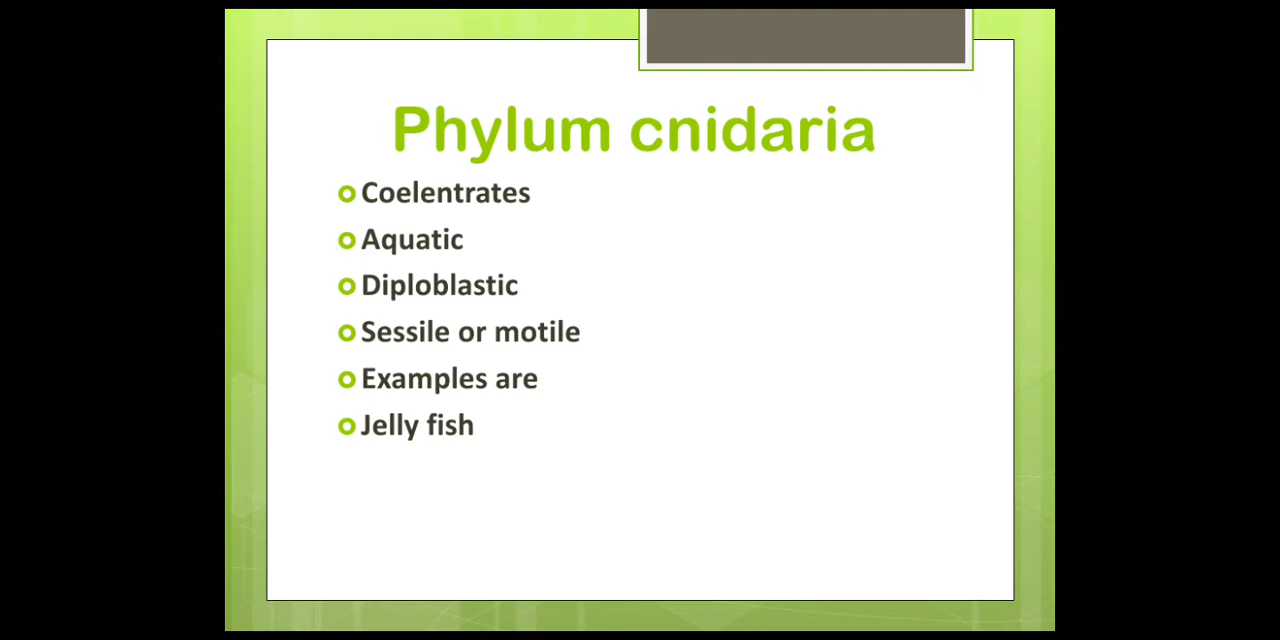 Phylum cnidaria
Coelentrates
Aquatic
Diploblastic
Sessile or motile
Examples are
Jelly fish